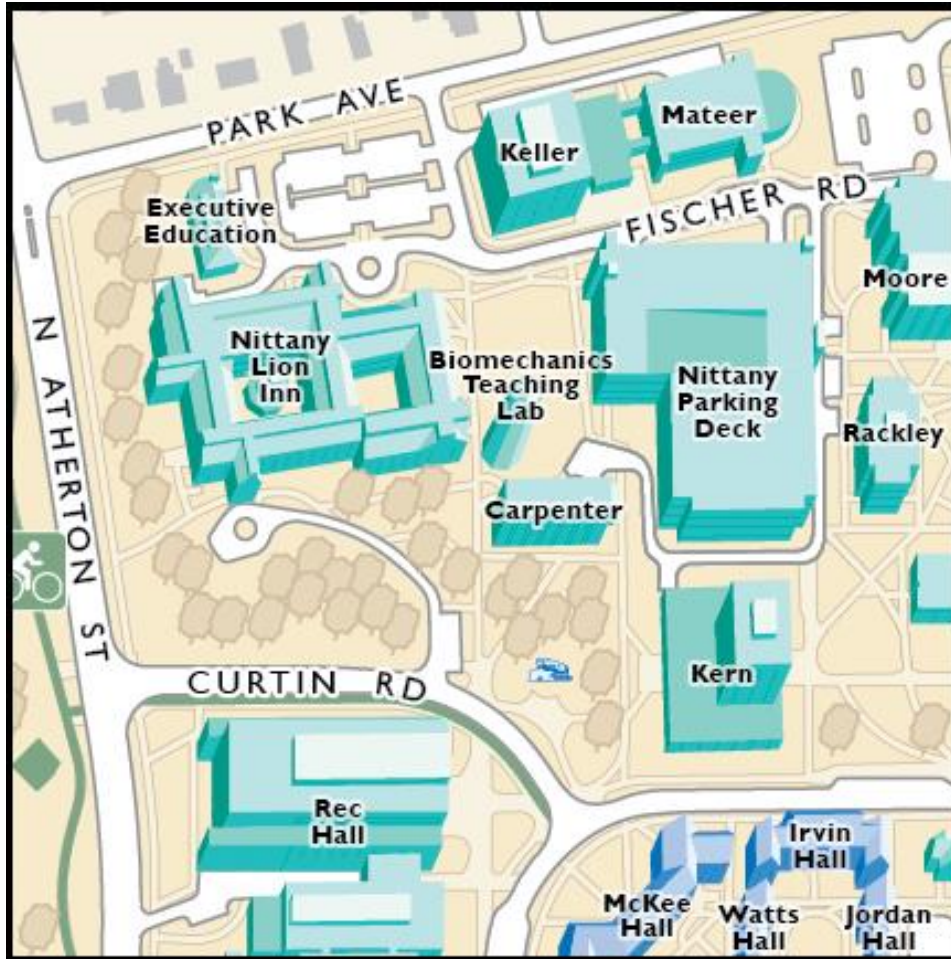 PARK AVE
Mateer
Keller
FISCHER RD
Executive
Education
Moore
N ATHERTON ST
Nittany
Lion
Inn
Biomechanics
Teaching
Lab
Nittany
Parking
Deck
Rackley
Carpenter
Kern
CURTIN RD
Rec
Hall
Irvin
Hall
McKee
Hall
Watts
Hall
Jordan
Hall